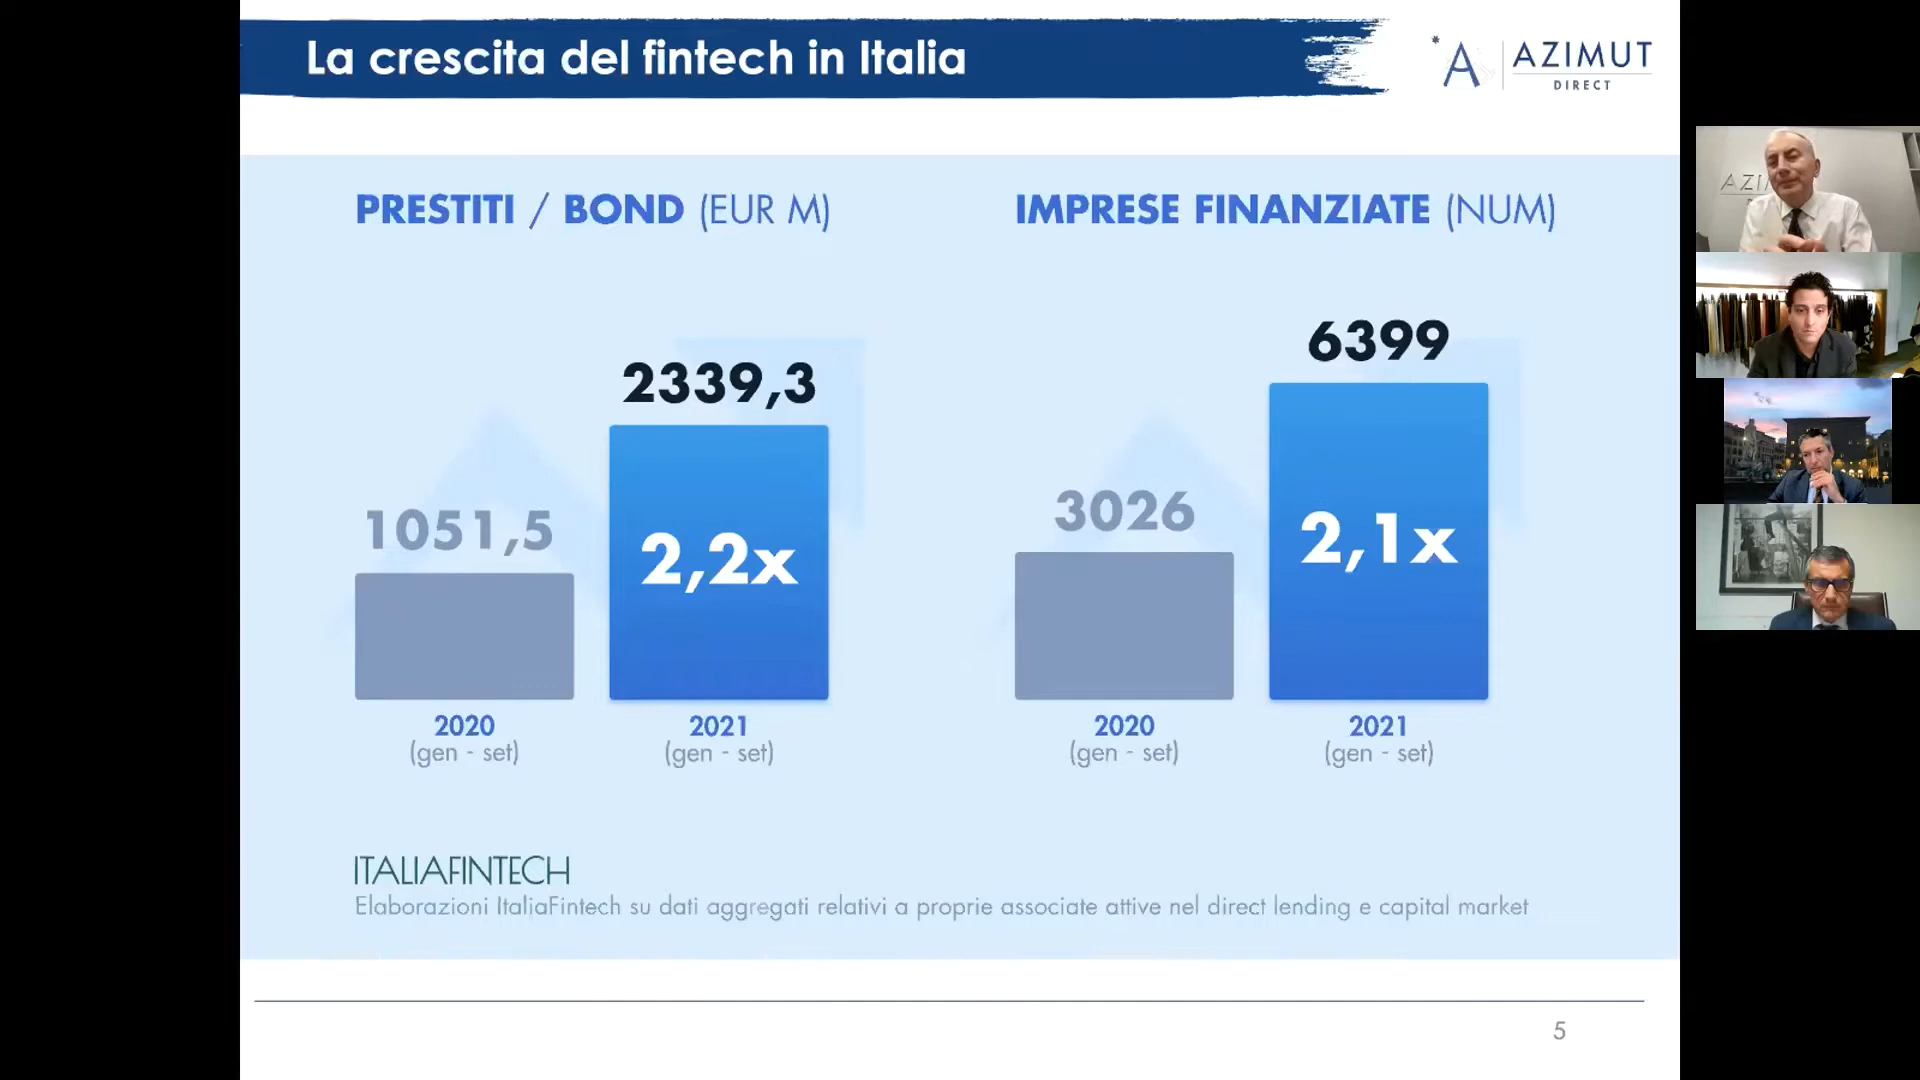 La crescita del fintech in Italia
AZIMUT
DIRECT
PRESTITI / BOND (EUR M)
IMPRESE FINANZIATE (NUM)
1051,5
2339,3
2,2x
2020
(gen - set)
2021
(gen - set)
3026
6399
2,1x
2020
(gen - set)
2021
(gen - set)
ITALIAFINTECH
Elaborazioni ItaliaFintech su dati aggregati relativi a proprie associate attive nel direct lending e capital market
5